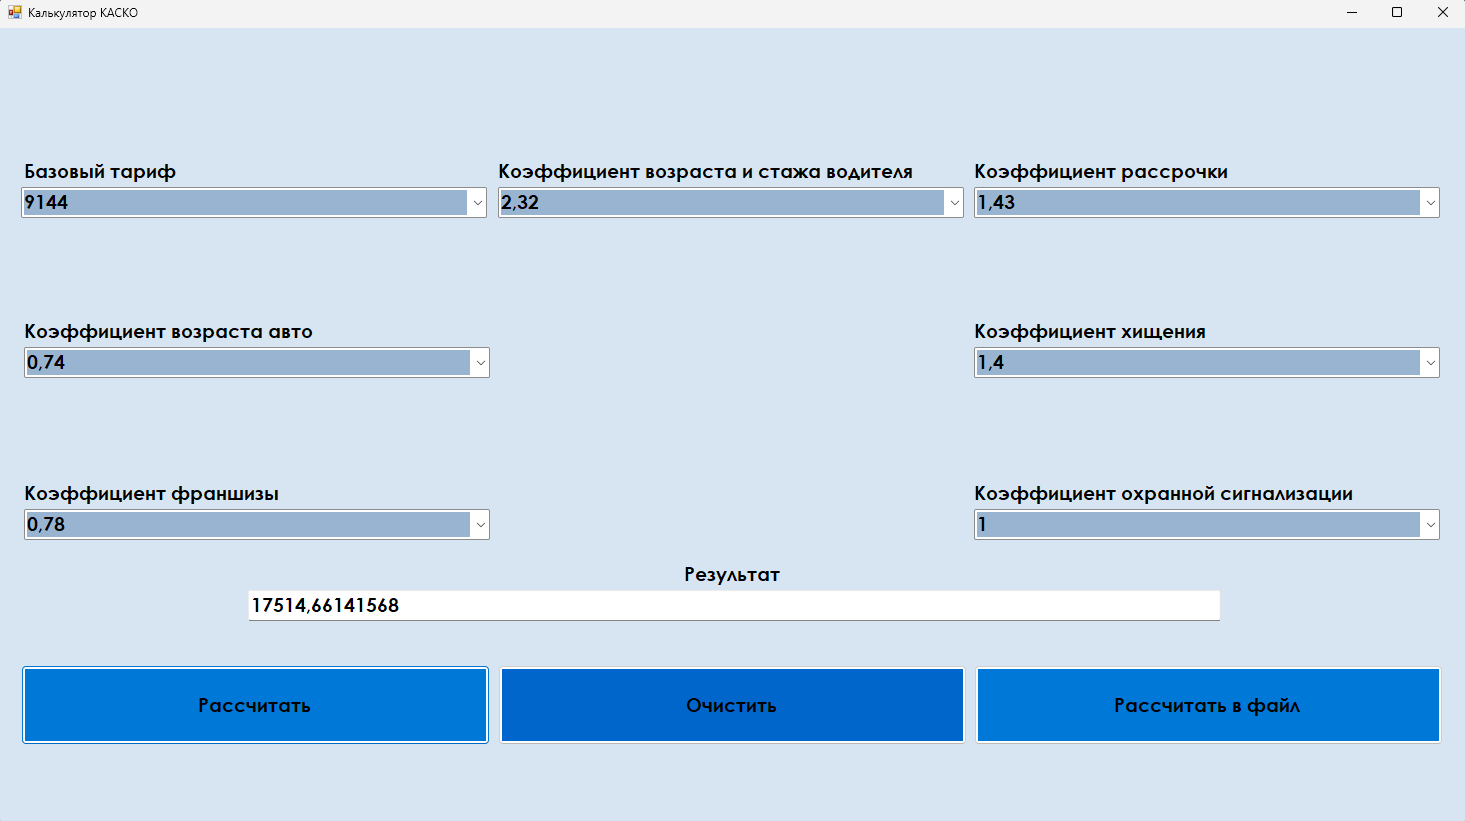 Калькулятор КАСКО
Базовый тариф
Коэффициент возраста и стажа водителя
Коэффициент рассрочки
9144
2,32
1,43
Коэффициент возраста авто
Коэффициент хищения
0,74
1,4
Коэффициент франшизы
Коэффициент охранной сигнализации
0,78
1
Результат
17514,66141568
Рассчитать
Очистить
Рассчитать в файл